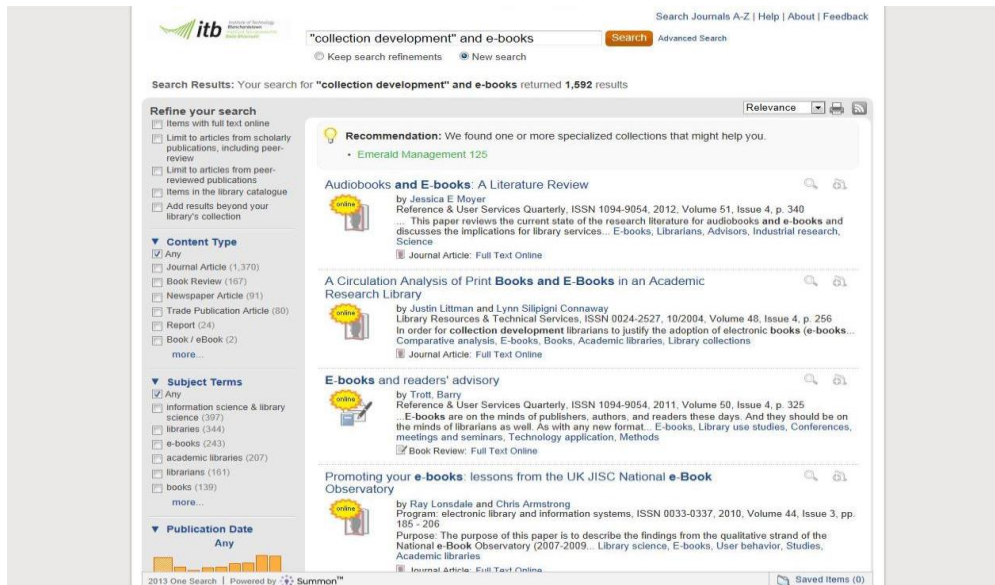 Search Journals A-Z | Help | About | Feedback
itb Institute of Technology
Blanchardstown
"collection development" and e-books Search Advanced Search
Keep search refinements New search
Search Results: Your search for "collection development" and e-books returned 1,592 results
Relevance
Refine your search
Items with full text online
Limit to articles from scholarly
publications, including peer-
review
Limit to articles from peer-
reviewed publications
Items in the library catalogue
Add results beyond your
library's collection
▼ Content Type
Any
Journal Article (1,370)
Book Review (167)
Newspaper Article (91)
Trade Publication Article (80)
Report (24)
Book / eBook (2)
more...
▼ Subject Terms
Any
information science & library
science (397)
libraries (344)
e-books (243)
academic libraries (207)
librarians (161)
books (139)
more...
▼ Publication Date
Any
Recommendation: We found one or more specialized collections that might help you.
• Emerald Management 125
Audiobooks and E-books: A Literature Review
online
by Jessica E Moyer
Reference & User Services Quarterly, ISSN 1094-9054, 2012, Volume 51, Issue 4, p. 340
... This paper reviews the current state of the research literature for audiobooks and e-books and
discusses the implications for library services... E-books, Librarians, Advisors, Industrial research,
Science
Journal Article: Full Text Online
A Circulation Analysis of Print Books and E-Books in an Academic
Research Library
online
by Justin Littman and Lynn Silipigni Connaway
Library Resources & Technical Services, ISSN 0024-2527, 10/2004, Volume 48, Issue 4, p. 256
In order for collection development librarians to justify the adoption of electronic books (e-books...
Comparative analysis, E-books, Books, Academic libraries, Library collections
Journal Article: Full Text Online
E-books and readers' advisory
online
by Trott, Barry
Reference & User Services Quarterly, ISSN 1094-9054, 2011, Volume 50, Issue 4, p. 325
...E-books are on the minds of publishers, authors, and readers these days. And they should be on
the minds of librarians as well. As with any new format... E-books, Library use studies, Conferences,
meetings and seminars, Technology application, Methods
Book Review: Full Text Online
Promoting your e-books: lessons from the UK JISC National e-Book
Observatory
online
by Ray Lonsdale and Chris Armstrong
Program: electronic library and information systems, ISSN 0033-0337, 2010, Volume 44, Issue 3, pp.
185 - 206
Purpose: The purpose of this paper is to describe the findings from the qualitative strand of the
National e-Book Observatory (2007-2009... Library science, E-books, User behavior, Studies,
Academic libraries
Journal Article: Full Text Online
2013 One Search | Powered by Summon™
Saved Items (0)